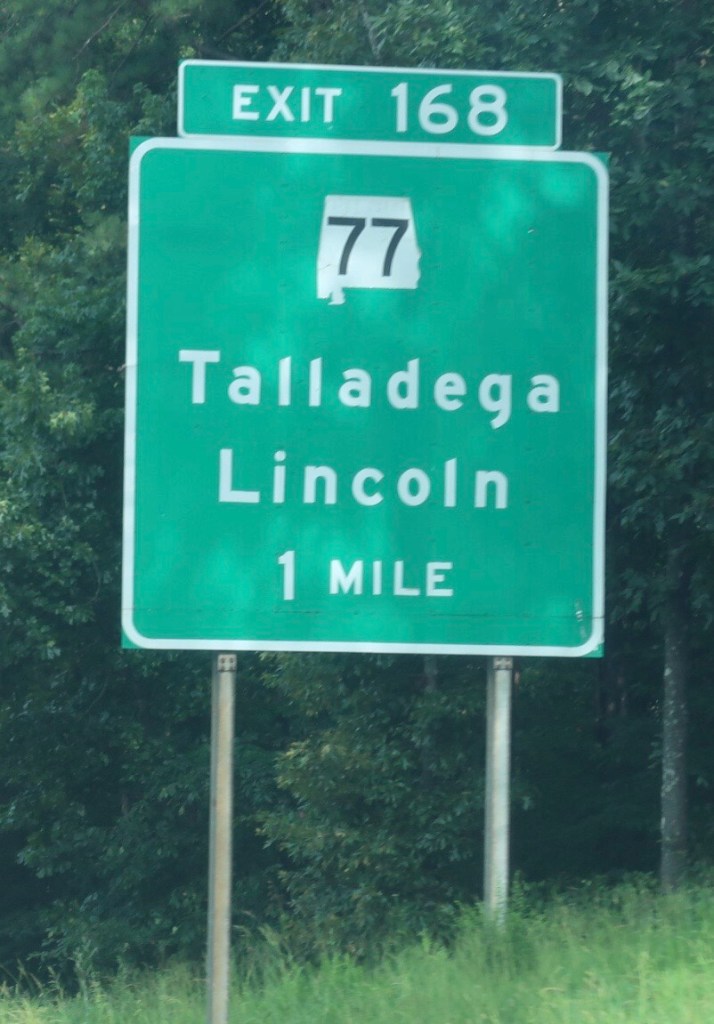 EXIT 168
77
Talladega
Lincoln
1 MILE